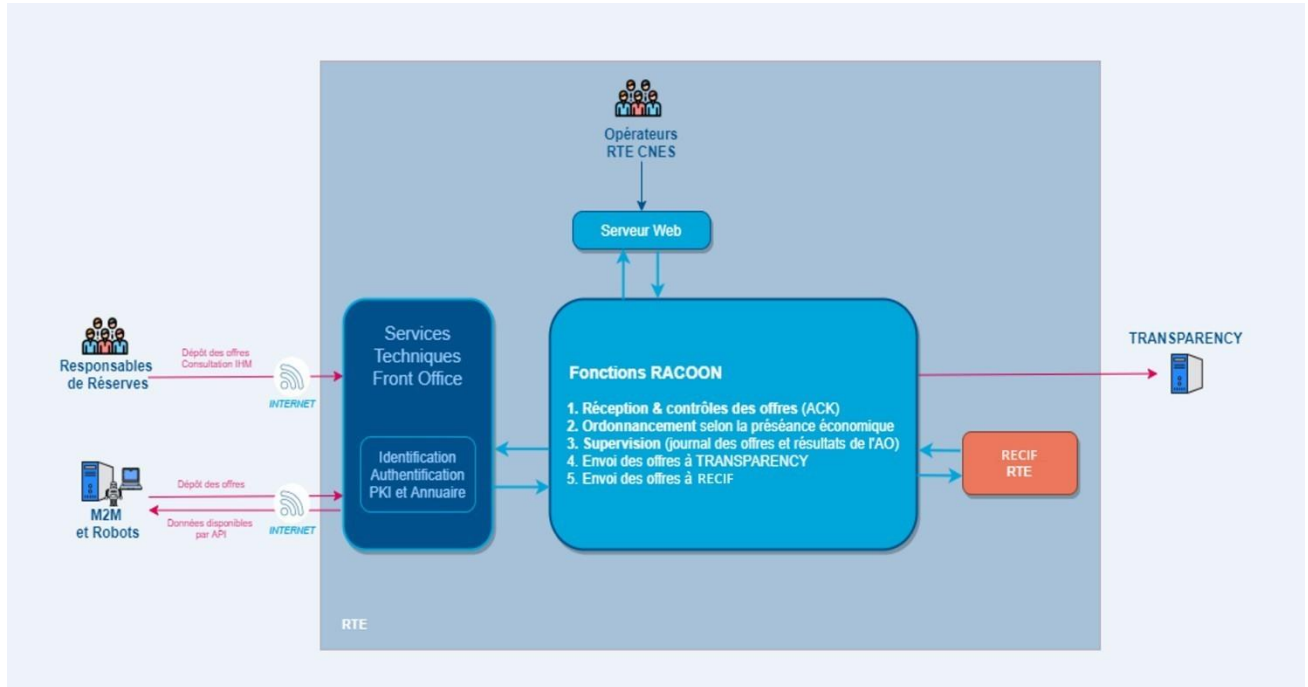 Opérateurs
RTE CNES
Serveur Web
Responsables
de Réserves
Dépôt des offres
Consultation IHM
INTERNET
M2M
et Robots
Dépôt des offres
Données disponibles
par API
INTERNET
Services
Techniques
Front Office
Identification
Authentification
PKI et Annuaire
Fonctions RACOON
1. Réception & contrôles des offres (ACK)
2. Ordonnancement selon la préséance économique
3. Supervision (journal des offres et résultats de l'AO)
4. Envoi des offres à TRANSPARENCY
5. Envoi des offres à RECIF
TRANSPARENCY
RECIF
RTE
RTE